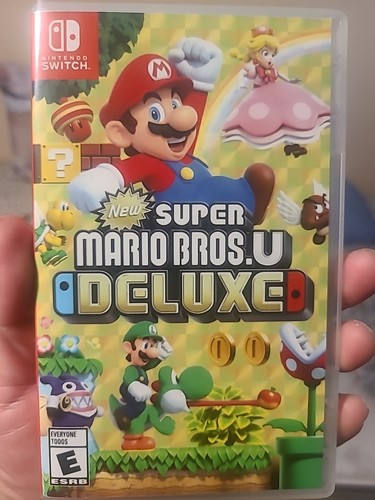 NINTENDO
SWITCH
M
?
New
SUPER
MARIO BROS.U
DELUXE
L
EVERYONE
TODOS
E
ESRB